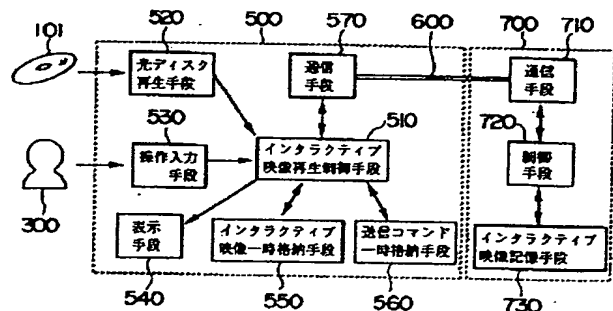 101
520
500
570
600
700
710
光ディスク
再生手段
通信
手段
通信
手段
530
510
720
操作入力
手段
インタラクティブ
映像再生制御手段
制御
手段
300
表示
手段
インタラクティブ
映像一時格納手段
送信コマンド
一時格納手段
インタラクティブ
映像記憶手段
540
550
560
730